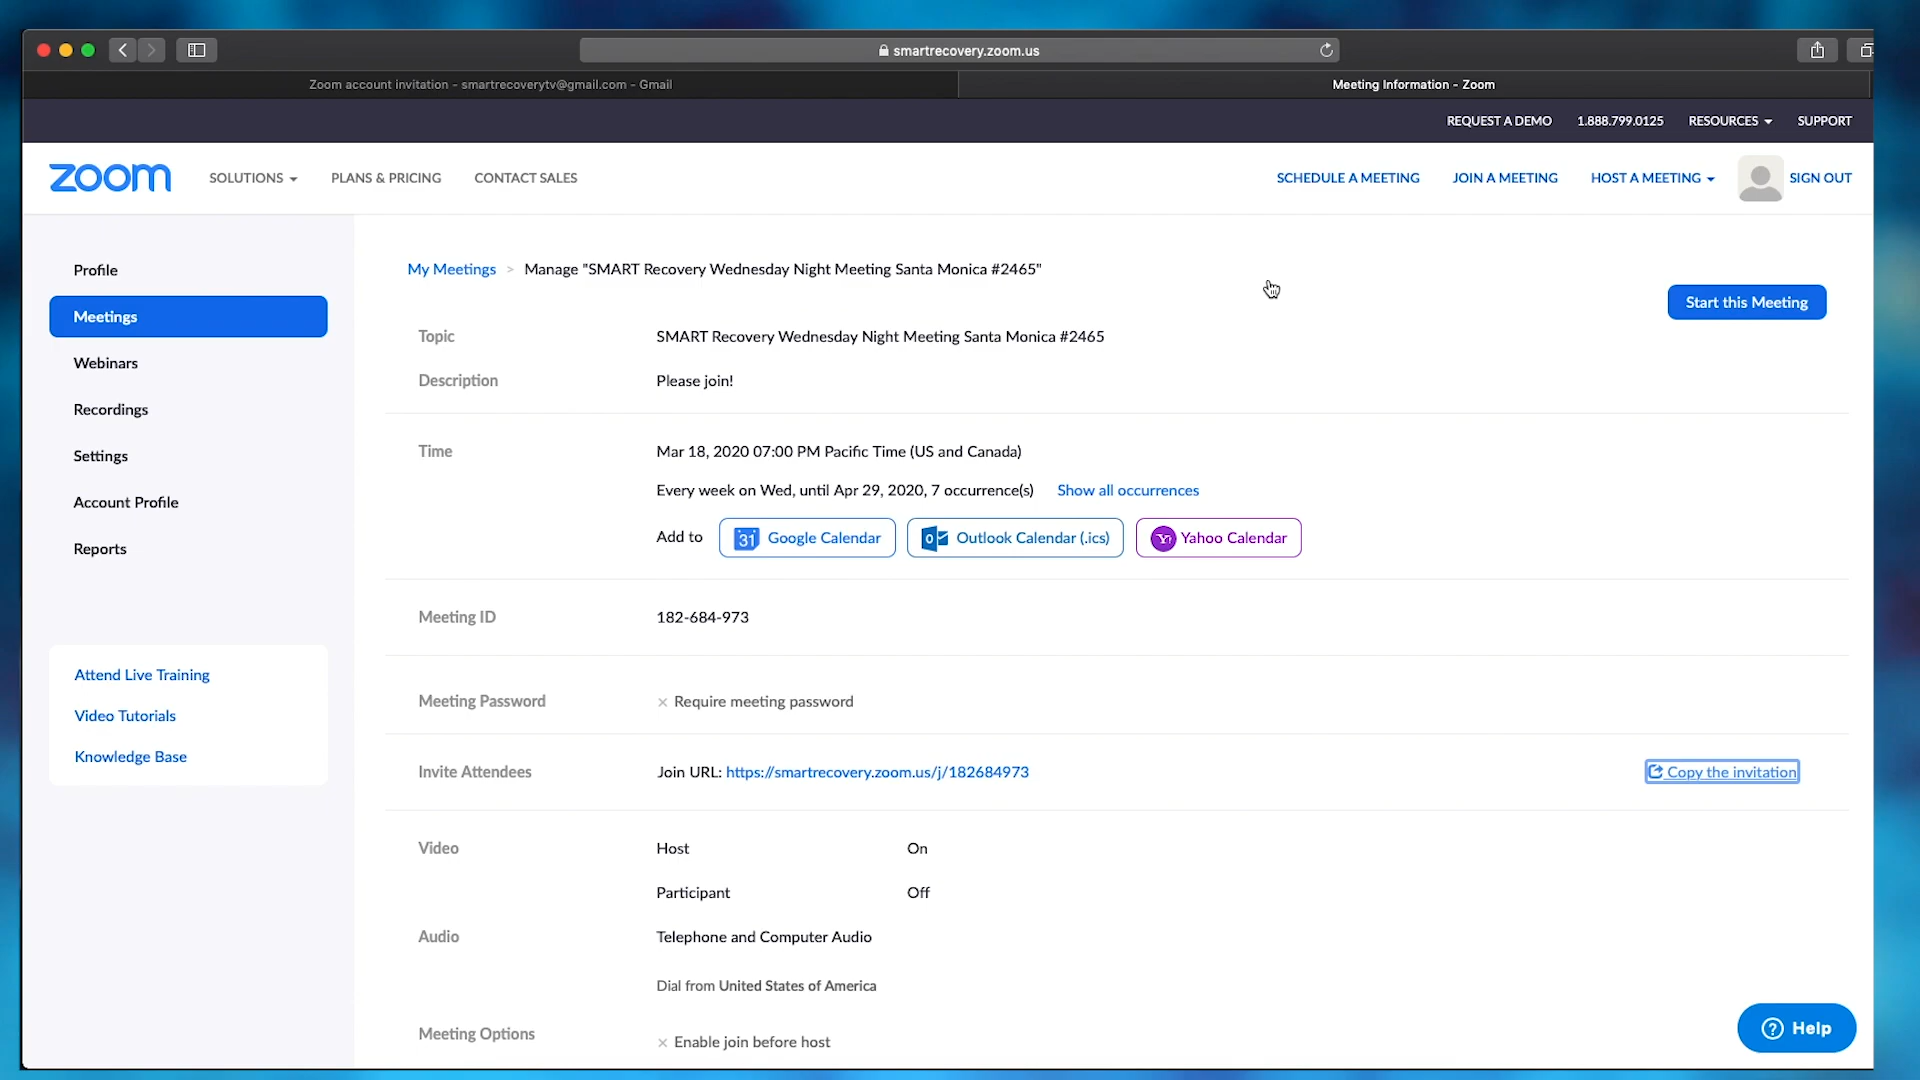 smartrecovery.zoom.us
Zoom account invitation - smartrecoverytv@gmail.com - Gmail
Meeting Information - Zoom
REQUEST A DEMO 1.888.799.0125 RESOURCES SUPPORT
zoom SOLUTIONS PLANS & PRICING CONTACT SALES SCHEDULE A MEETING JOIN A MEETING HOST A MEETING SIGN OUT
Profile
Meetings
Webinars
Recordings
Settings
Account Profile
Reports
Attend Live Training
Video Tutorials
Knowledge Base
My Meetings > Manage "SMART Recovery Wednesday Night Meeting Santa Monica #2465"
Start this Meeting
Topic SMART Recovery Wednesday Night Meeting Santa Monica #2465
Description Please join!
Time Mar 18, 2020 07:00 PM Pacific Time (US and Canada)
Every week on Wed, until Apr 29, 2020, 7 occurrence(s) Show all occurrences
Add to 31 Google Calendar Outlook Calendar (.ics) Yahoo Calendar
Meeting ID 182-684-973
Meeting Password × Require meeting password
Invite Attendees Join URL: https://smartrecovery.zoom.us/j/182684973 Copy the invitation
Video Host On
Participant Off
Audio Telephone and Computer Audio
Dial from United States of America
Meeting Options × Enable join before host
? Help